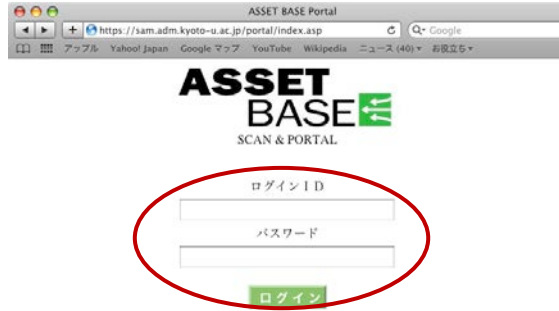 ASSET BASE Portal
https://sam.adm.kyoto-u.ac.jp/portal/index.asp
Google
アップル Yahoo! Japan Google マップ YouTube Wikipedia ニュース (40)▼ お役立ち▼
ASSET
BASE
SCAN & PORTAL
ログインID
パスワード
ログイン